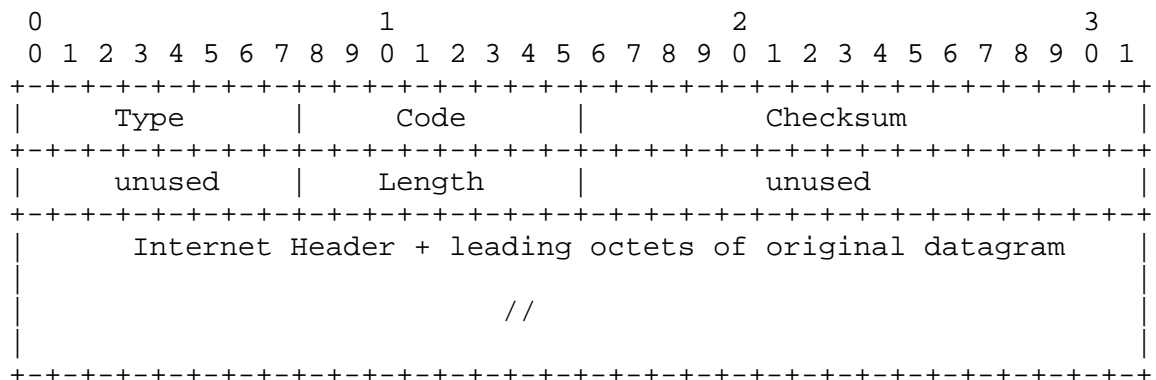 0                   1                   2                   3
 0 1 2 3 4 5 6 7 8 9 0 1 2 3 4 5 6 7 8 9 0 1 2 3 4 5 6 7 8 9 0 1
+-+-+-+-+-+-+-+-+-+-+-+-+-+-+-+-+-+-+-+-+-+-+-+-+-+-+-+-+-+-+-+-+
|     Type      |     Code      |          Checksum             |
+-+-+-+-+-+-+-+-+-+-+-+-+-+-+-+-+-+-+-+-+-+-+-+-+-+-+-+-+-+-+-+-+
|     unused    |    Length     |          unused               |
+-+-+-+-+-+-+-+-+-+-+-+-+-+-+-+-+-+-+-+-+-+-+-+-+-+-+-+-+-+-+-+-+
|      Internet Header + leading octets of original datagram    |
|                                                               |
|                           //                                  |
|                                                               |
+-+-+-+-+-+-+-+-+-+-+-+-+-+-+-+-+-+-+-+-+-+-+-+-+-+-+-+-+-+-+-+-+